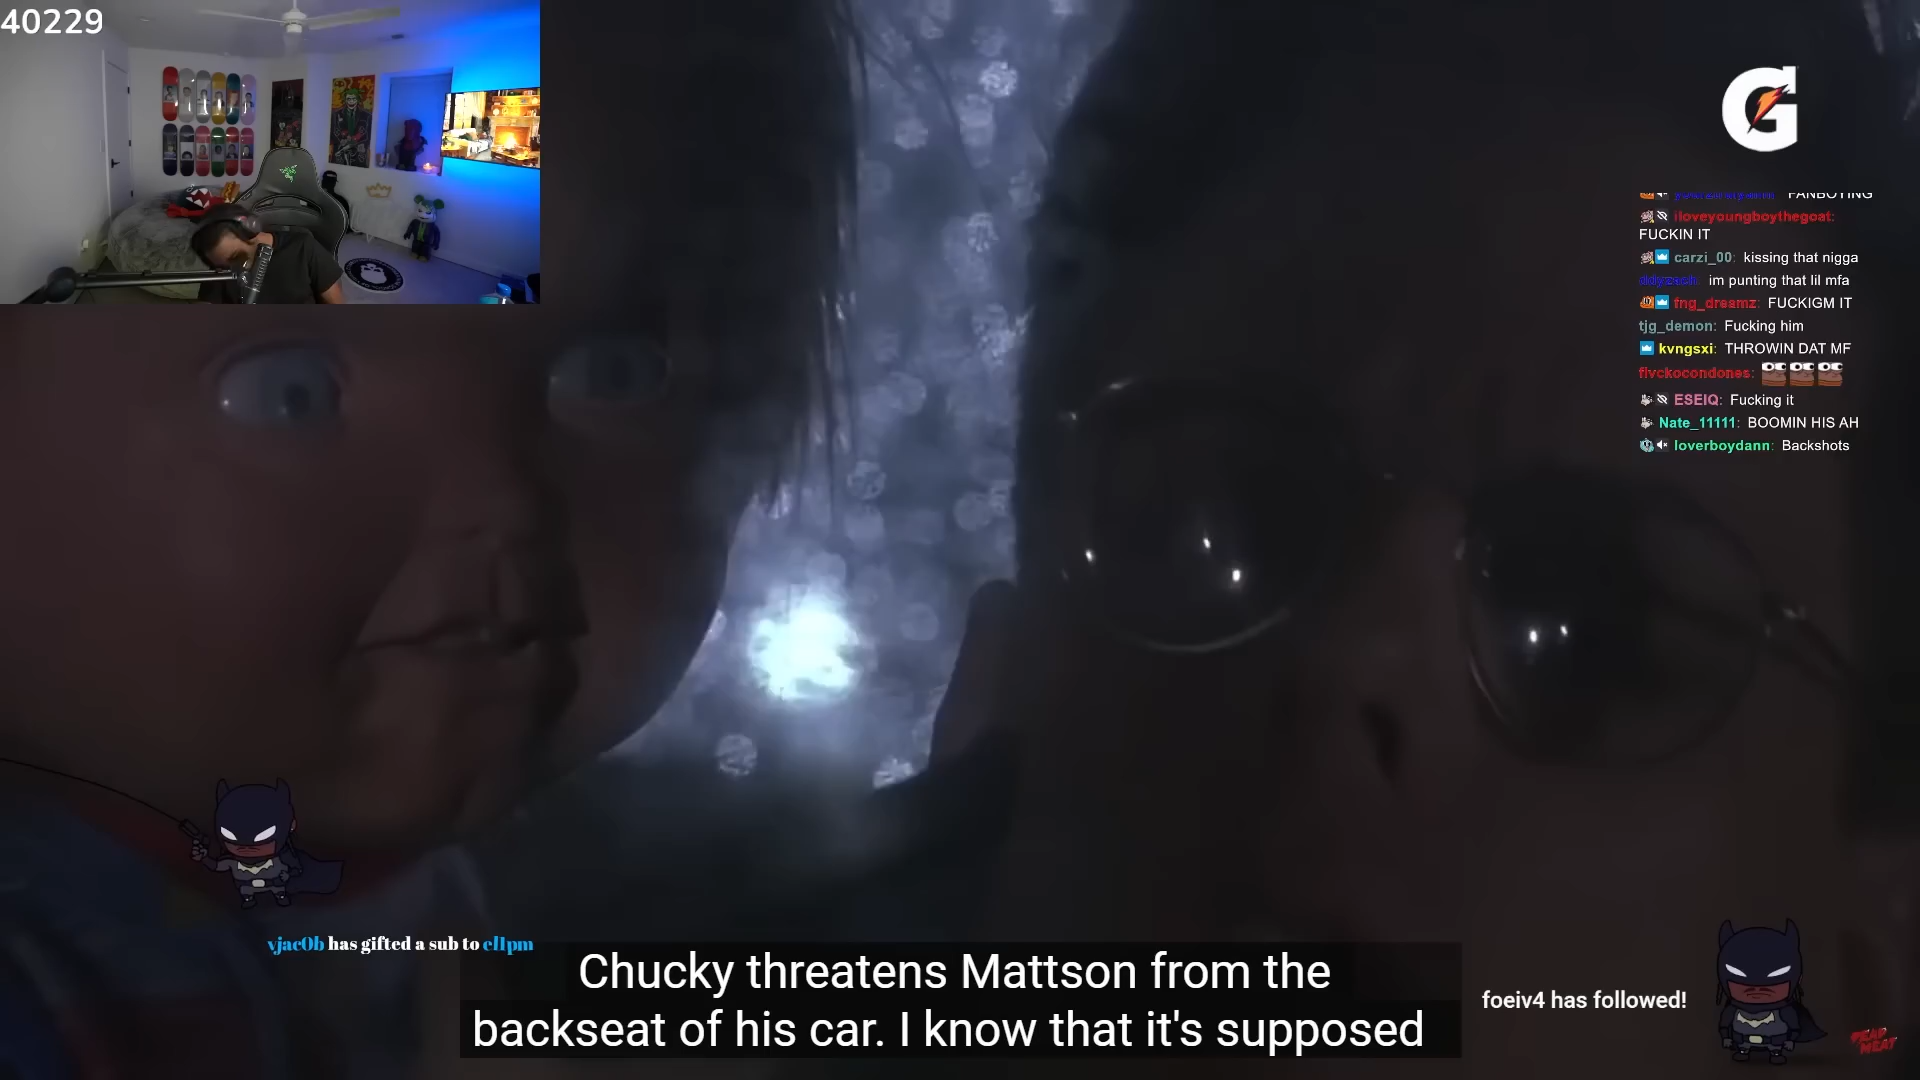 40229
G
FANBOYING
iloveyoungboythegoat:
FUCKIN IT
carzi_00: kissing that nigga
im punting that lil mfa
fng_dreamz: FUCKIGM IT
tjg_demon: Fucking him
kvngsxi: THROWIN DAT MF
flvckocondones:
ESEIQ: Fucking it
Nate_11111: BOOMIN HIS AH
loverboydann: Backshots
vjac0b has gifted a sub to el1pm
Chucky threatens Mattson from the
backseat of his car. I know that it's supposed
foeiv4 has followed!
DEAD
MEAT